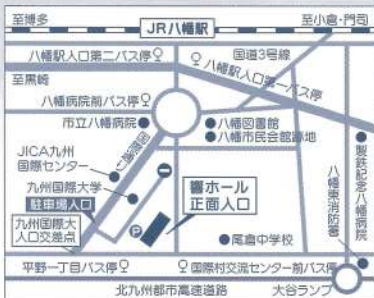 至博多
JR八幡駅
至小倉・門司
八幡駅入口第二バス停
国道3号線
八幡駅入口第一バス停
至黒崎
八幡病院前バス停
市立八幡病院
八幡図書館
八幡市民会館跡地
国際通り
JICA九州
国際センター
九州国際大学
駐車場入口
九州国際大
入口交差点
響ホール
正面入口
P
尾倉中学校
製鉄記念八幡病院
八幡東消防署
平野一丁目バス停
国際村交流センター前バス停
北九州都市高速道路
大谷ランプ